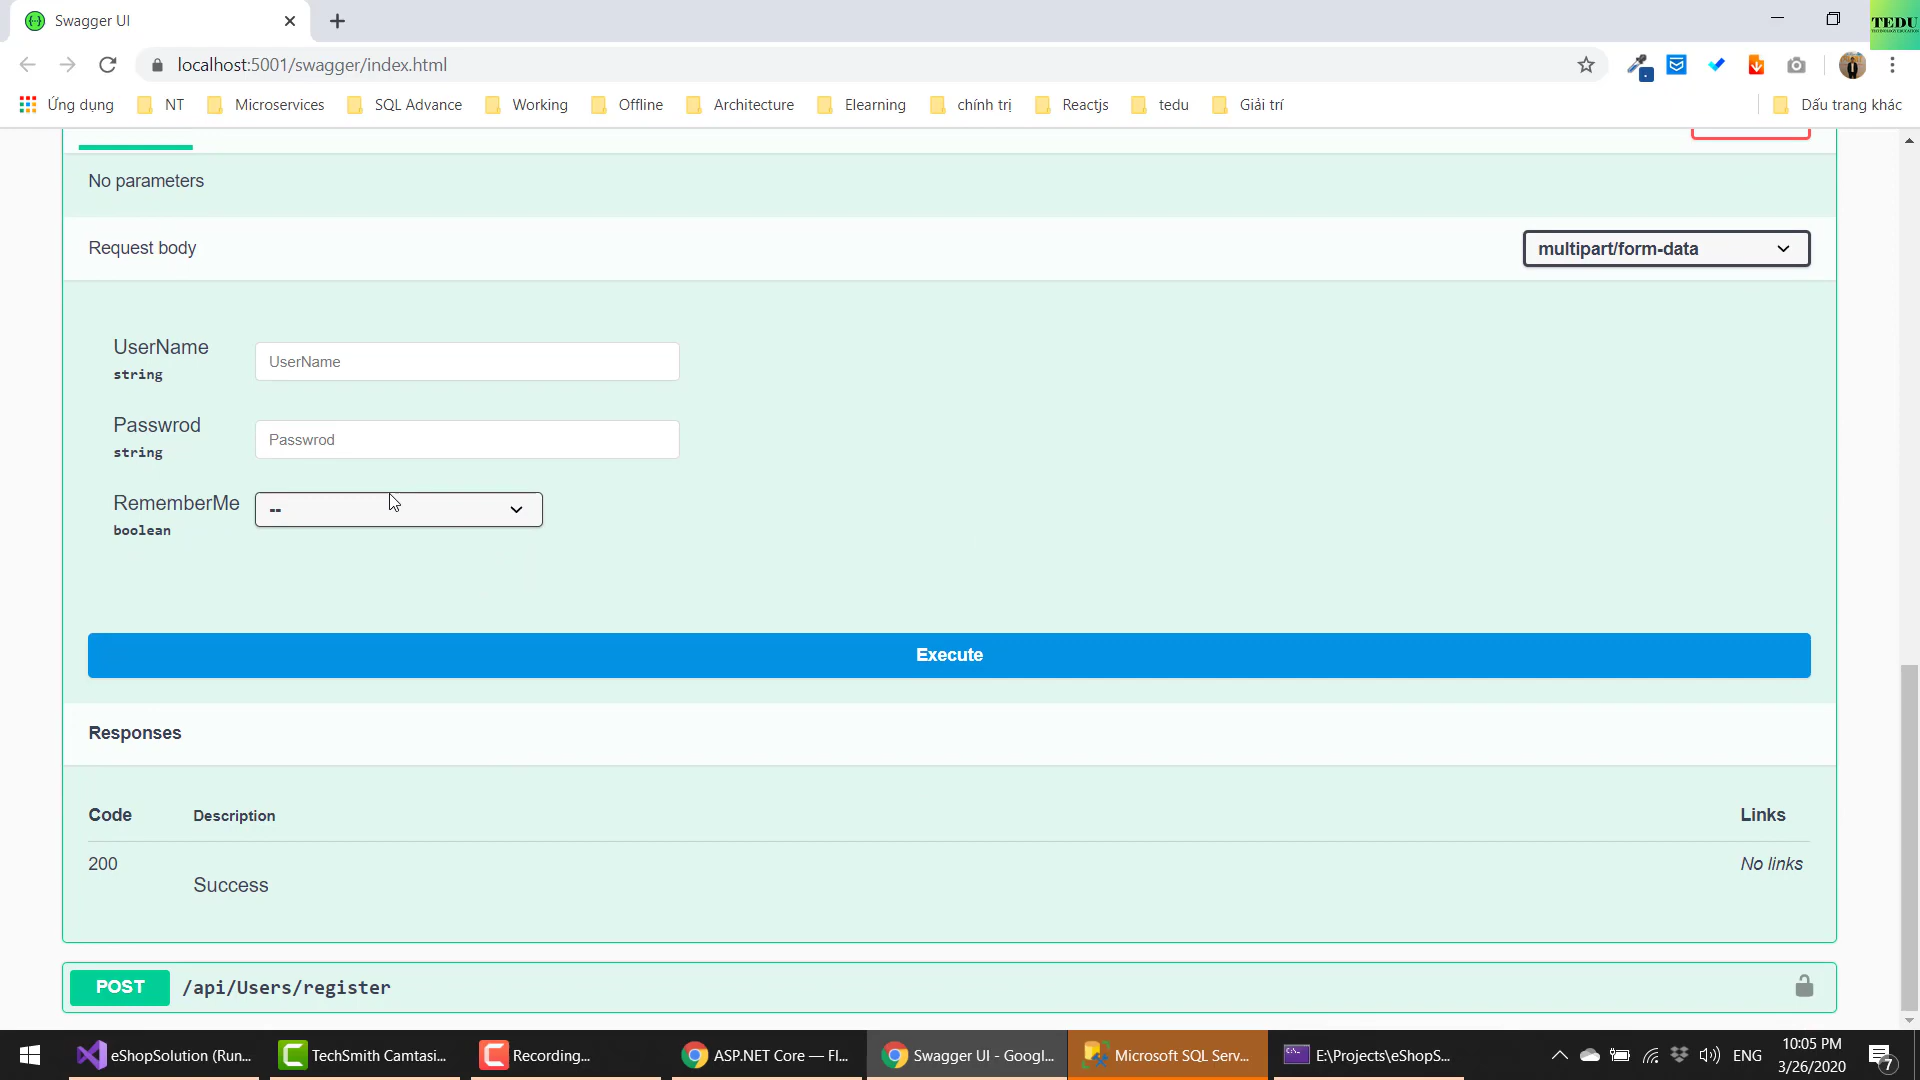 Swagger UI
TEDU
TECHNOLOGY EDUCATION
localhost:5001/swagger/index.html
Ứng dụng
NT
Microservices
SQL Advance
Working
Offline
Architecture
Elearning
chính trị
Reactjs
tedu
Giải trí
Dấu trang khác
No parameters
Request body
multipart/form-data
UserName
string
UserName
Passwrod
string
Passwrod
RememberMe
boolean
--
Execute
Responses
Code
Description
Links
200
Success
No links
POST
/api/Users/register
eShopSolution (Run...
TechSmith Camtasi...
Recording...
ASP.NET Core — Fl...
Swagger UI - Googl...
Microsoft SQL Serv...
E:\Projects\eShopS...
ENG
10:05 PM
3/26/2020
7